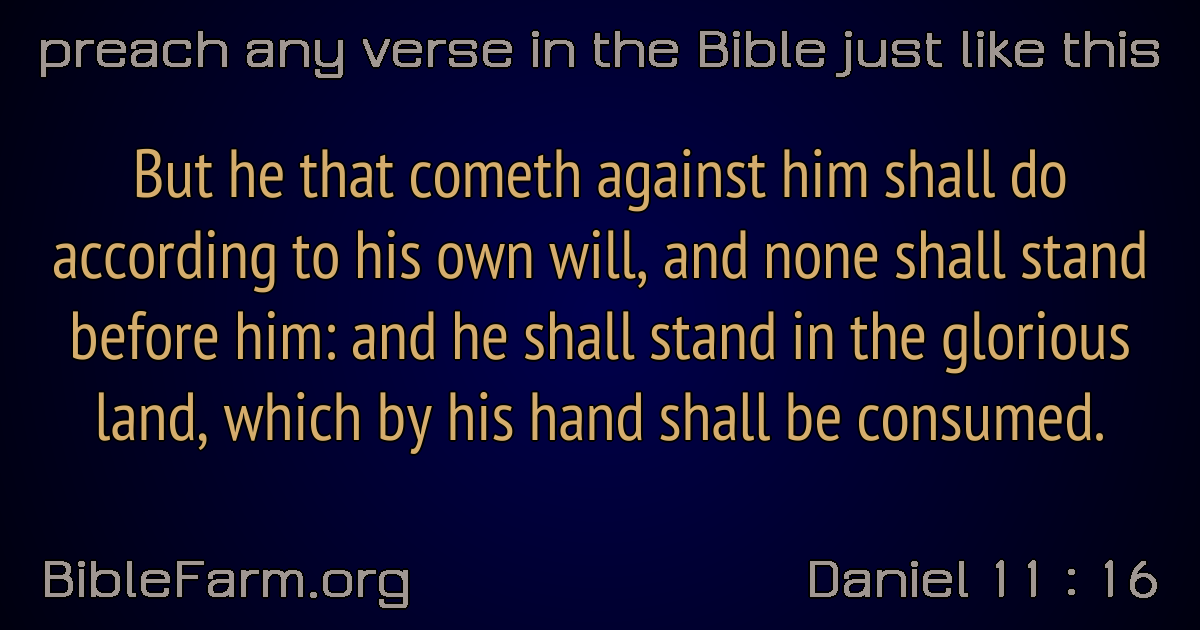 preach any verse in the Bible just like this
But he that cometh against him shall do
according to his own will, and none shall stand
before him: and he shall stand in the glorious
land, which by his hand shall be consumed.
BibleFarm.org
Daniel 11 : 16